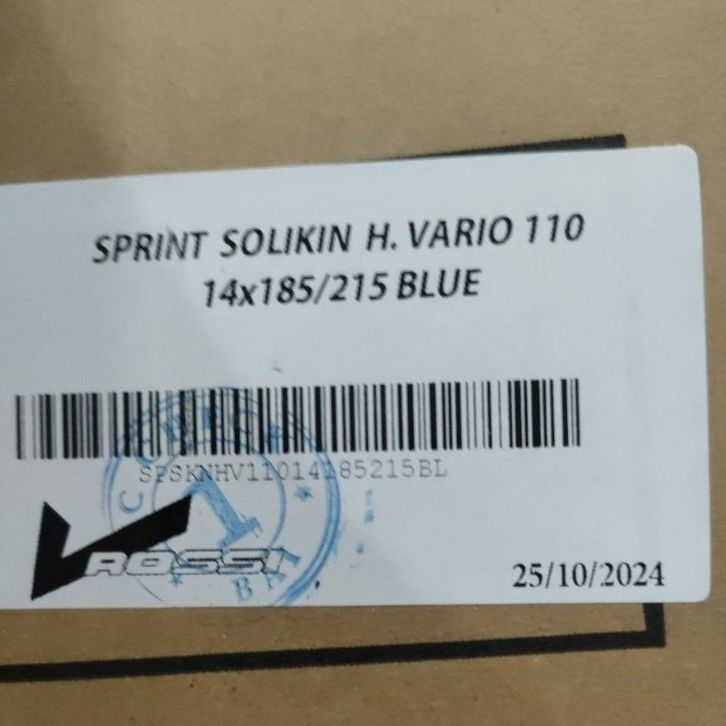 SPRINT SOLIKIN H. VARIO 110
14x185/215 BLUE
SPSKNHV11014185215BL
ROSSI
25/10/2024